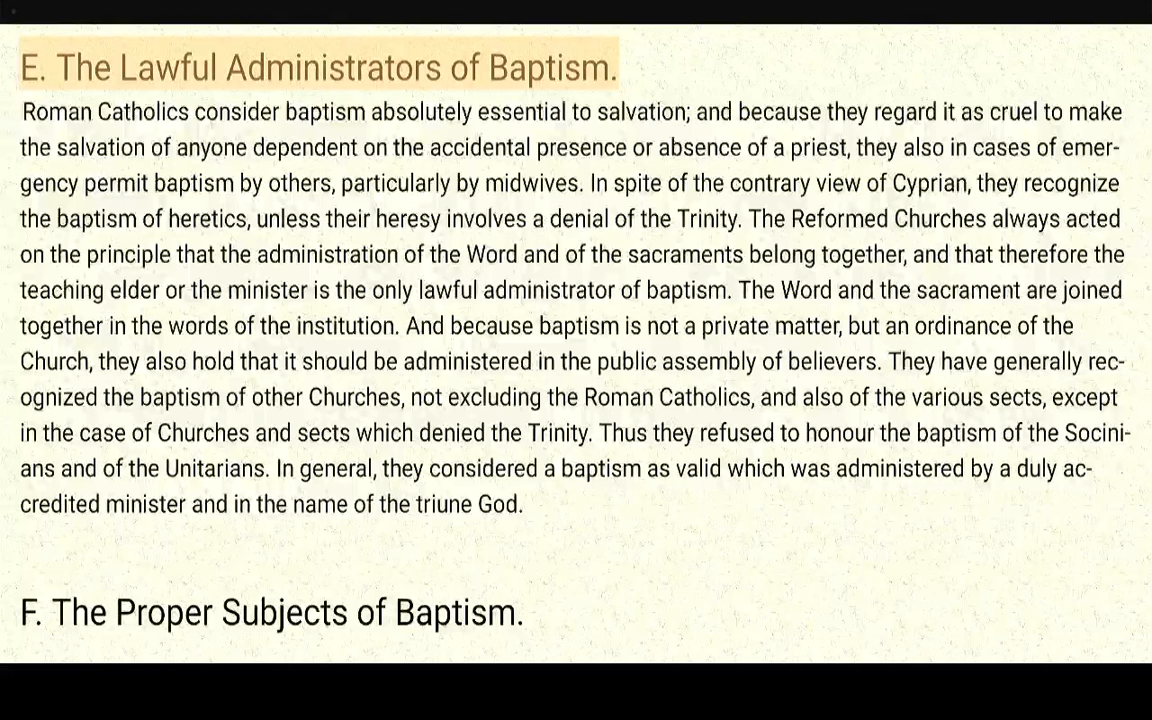 E. The Lawful Administrators of Baptism.
Roman Catholics consider baptism absolutely essential to salvation; and because they regard it as cruel to make
the salvation of anyone dependent on the accidental presence or absence of a priest, they also in cases of emer-
gency permit baptism by others, particularly by midwives. In spite of the contrary view of Cyprian, they recognize
the baptism of heretics, unless their heresy involves a denial of the Trinity. The Reformed Churches always acted
on the principle that the administration of the Word and of the sacraments belong together, and that therefore the
teaching elder or the minister is the only lawful administrator of baptism. The Word and the sacrament are joined
together in the words of the institution. And because baptism is not a private matter, but an ordinance of the
Church, they also hold that it should be administered in the public assembly of believers. They have generally rec-
ognized the baptism of other Churches, not excluding the Roman Catholics, and also of the various sects, except
in the case of Churches and sects which denied the Trinity. Thus they refused to honour the baptism of the Socini-
ans and of the Unitarians. In general, they considered a baptism as valid which was administered by a duly ac-
credited minister and in the name of the triune God.
F. The Proper Subjects of Baptism.